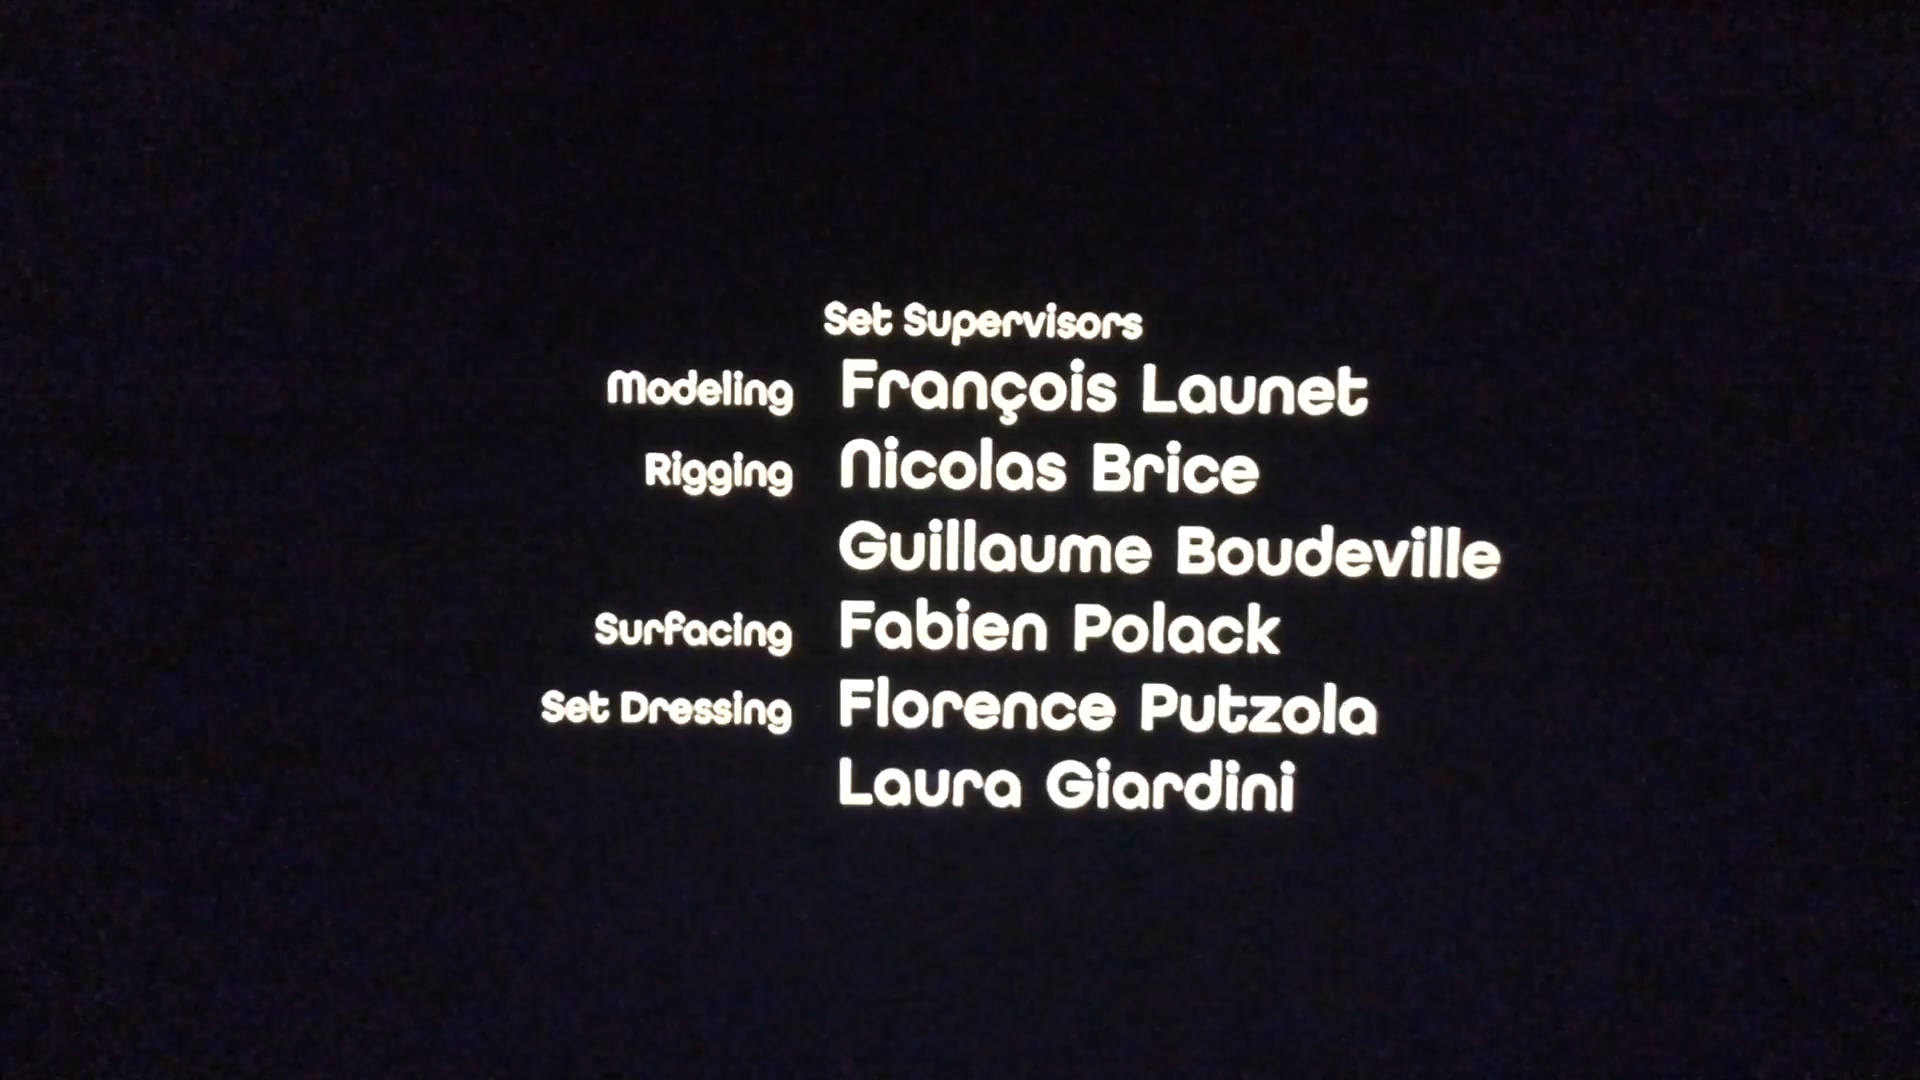 Set Supervisors
Modeling François Launet
Rigging Nicolas Brice
Guillaume Boudeville
Surfacing Fabien Polack
Set Dressing Florence Putzola
Laura Giardini